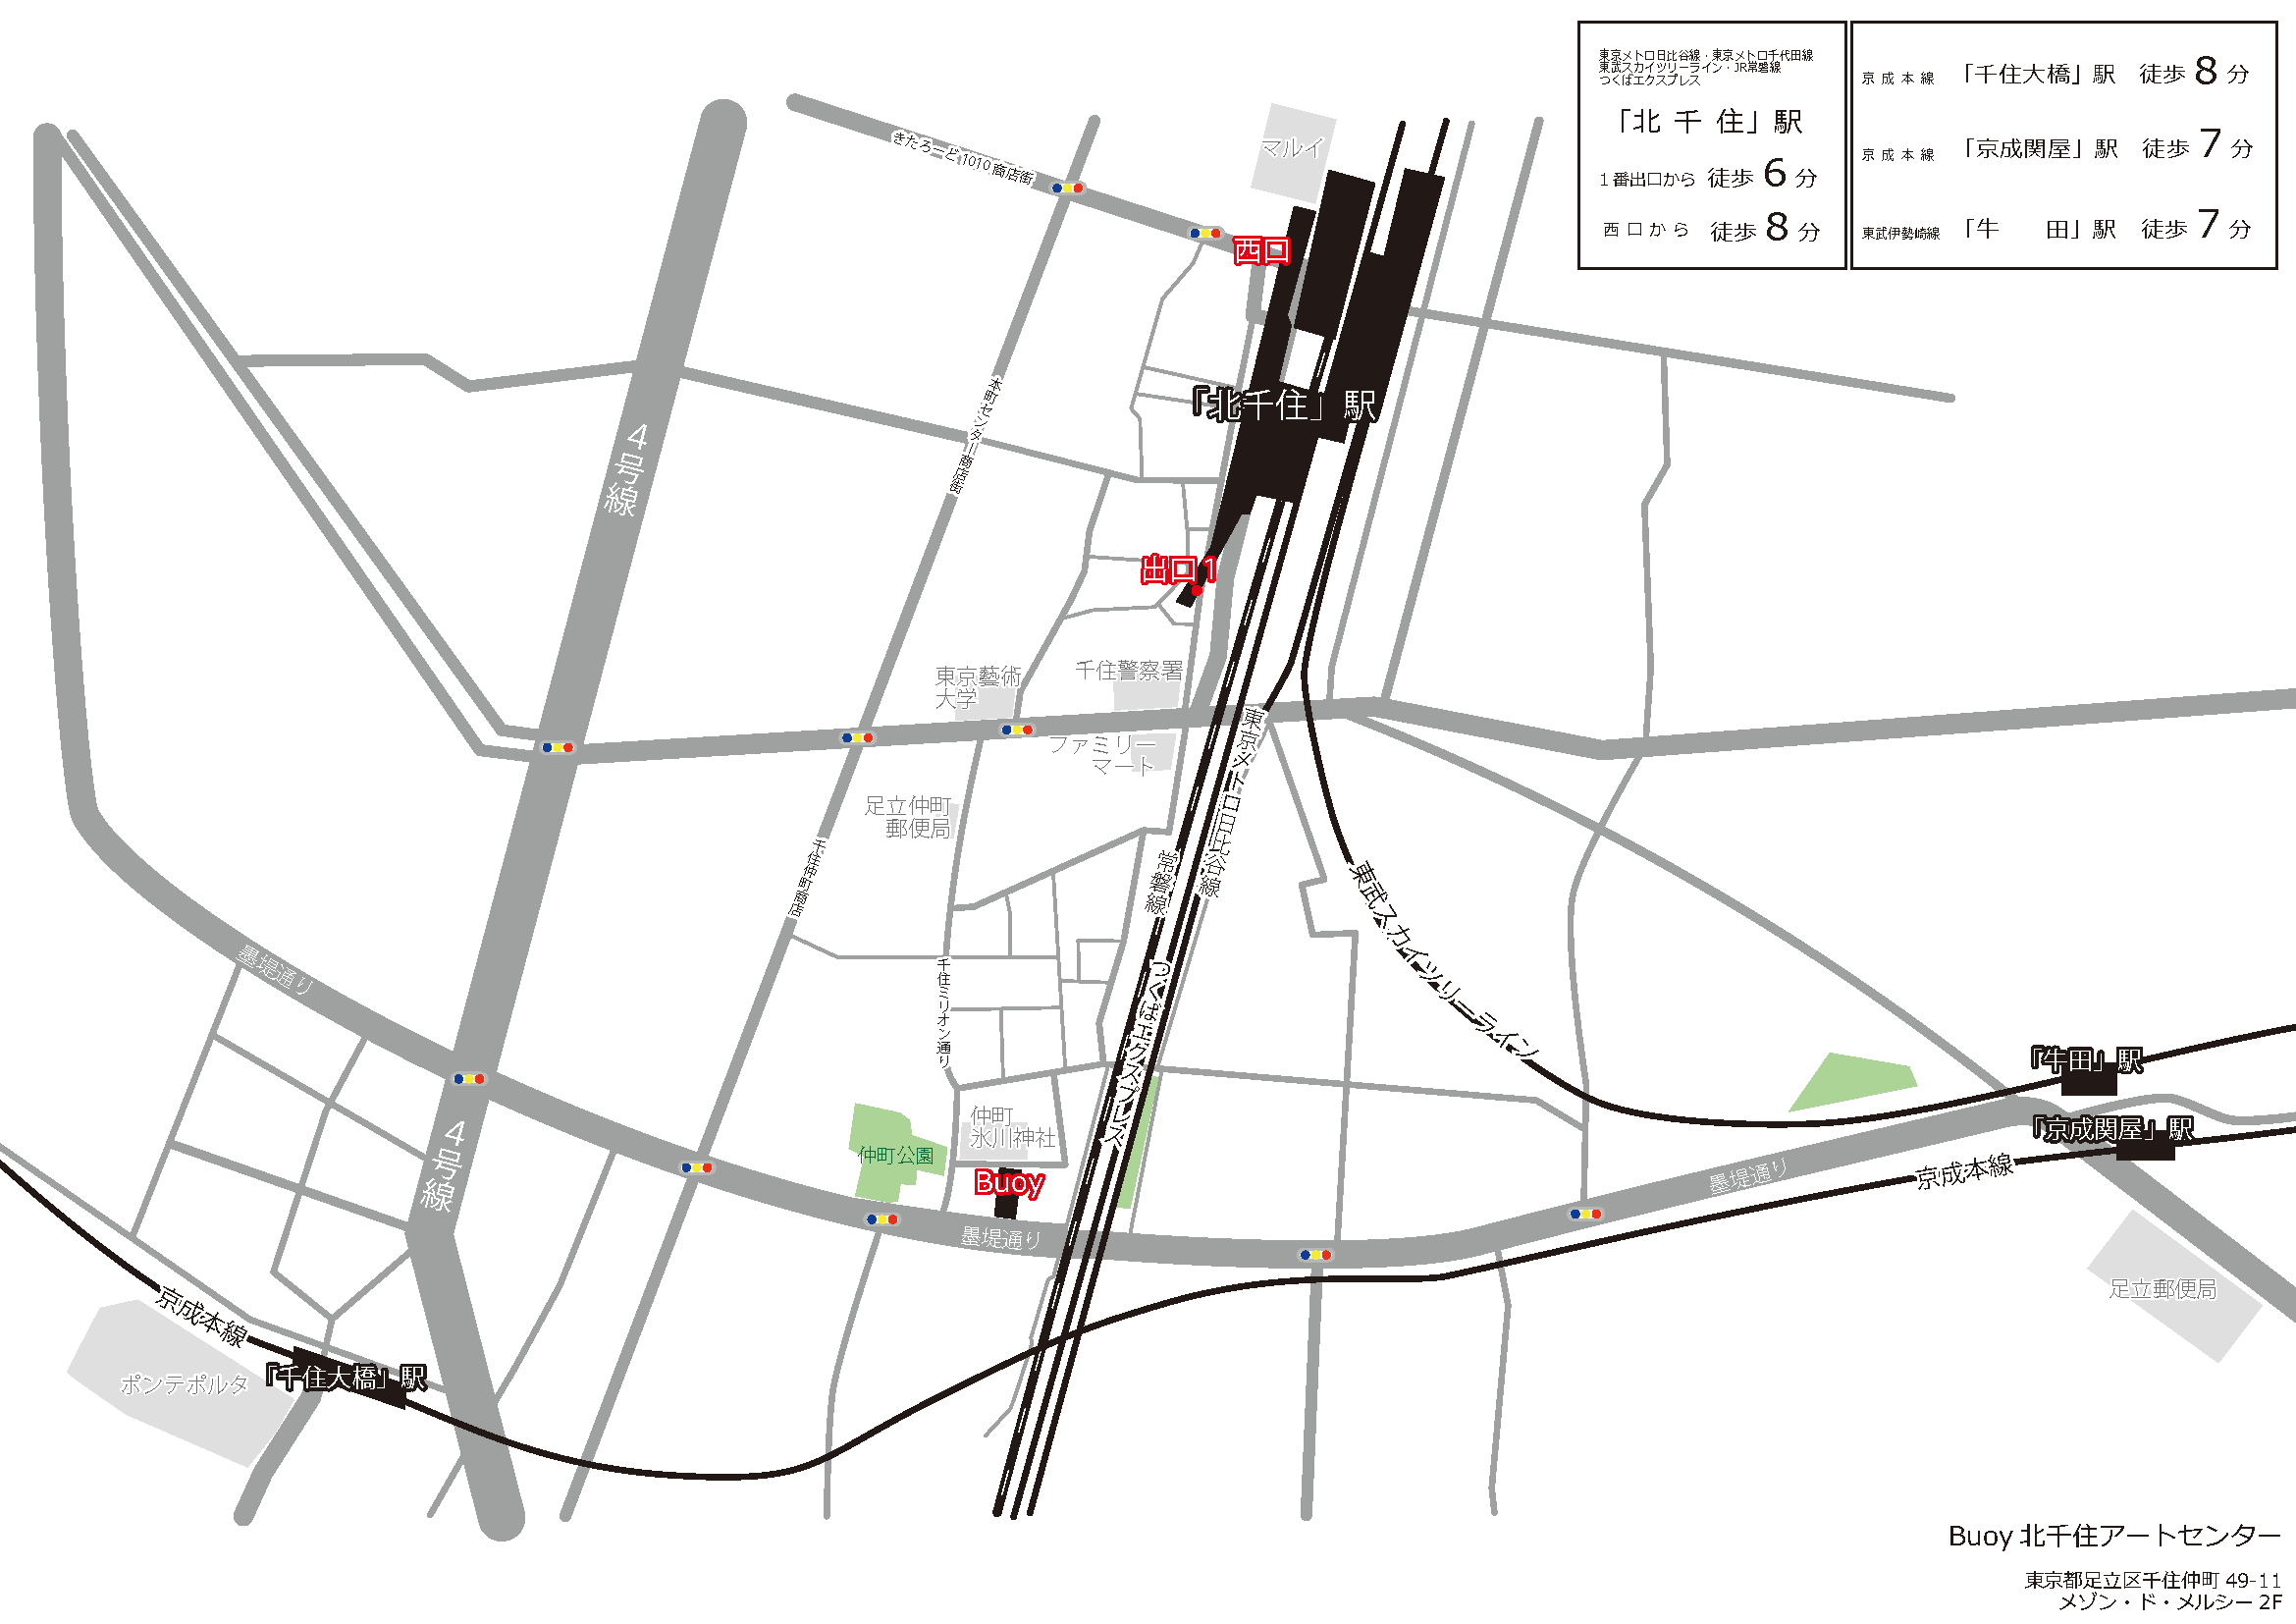 東京メトロ日比谷線・東京メトロ千代田線
東武スカイツリーライン・JR常磐線
つくばエクスプレス
「北千住」駅
1番出口から 徒歩 6 分
西口から 徒歩 8 分
京成本線 「千住大橋」駅 徒歩 8 分
京成本線 「京成関屋」駅 徒歩 7 分
東武伊勢崎線 「牛 田」駅 徒歩 7 分
きたろーど1010商店街
マルイ
西口
本町センター商店街
「北千住」駅
4号線
出口1
東京藝術
大学
千住警察署
ファミリー
マート
東京メトロ日比谷線
足立仲町
郵便局
千住仲町商店
常磐線
東武スカイツリーライン
墨堤通り
千住ミリオン通り
つくばエクスプレス
「牛田」駅
「京成関屋」駅
仲町
氷川神社
仲町公園
4号線
Buoy
墨堤通り
墨堤通り
京成本線
足立郵便局
京成本線
ポンテポルタ
「千住大橋」駅
Buoy 北千住アートセンター
東京都足立区千住仲町 49-11
メゾン・ド・メルシー 2F